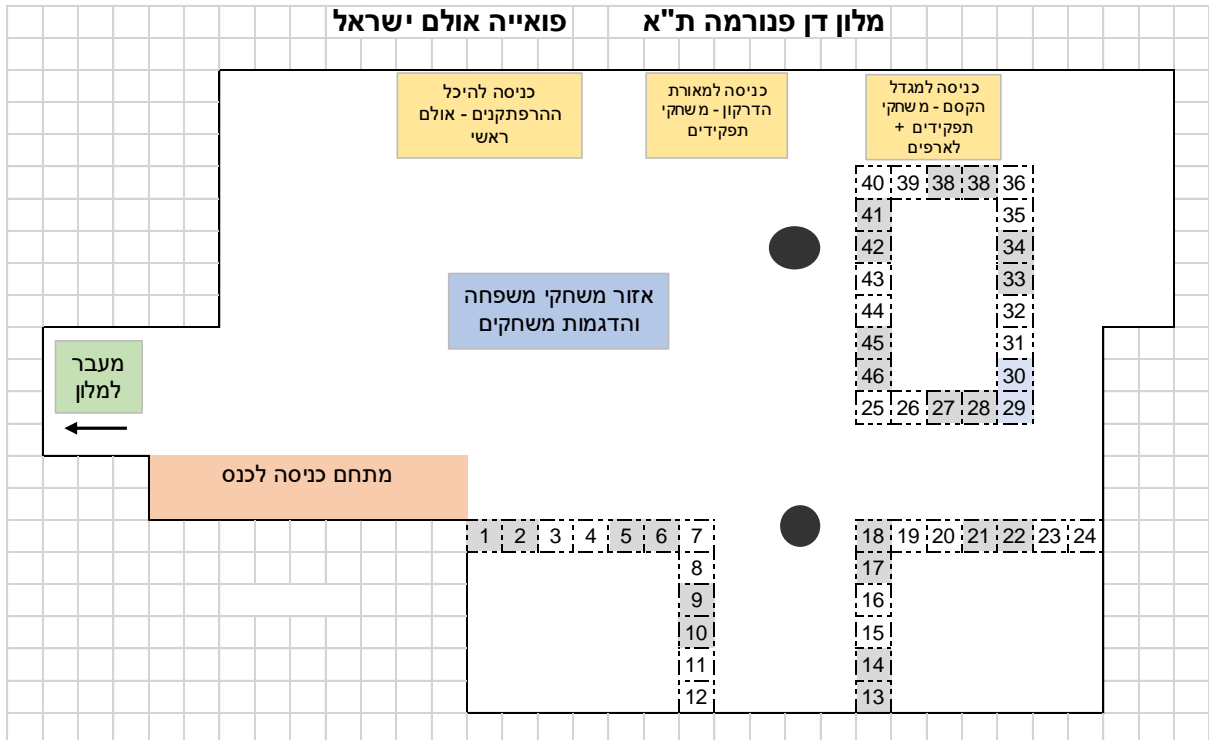 מלון דן פנורמה ת"א פואייה אולם ישראל
כניסה למגדל
הקסם - משחקי
תפקידים +
לארפים
כניסה למאורת
הדרקון - משחקי
תפקידים
כניסה להיכל
ההרפתקנים - אולם
ראשי
40 39 38 38 36
41 35
42 34
43 33
44 32
45 31
46 30
25 26 27 28 29
אזור משחקי משפחה
והדגמות משחקים
מעבר
למלון
מתחם כניסה לכנס
1 2 3 4 5 6 7 18 19 20 21 22 23 24
8 17
9 16
10 15
11 14
12 13